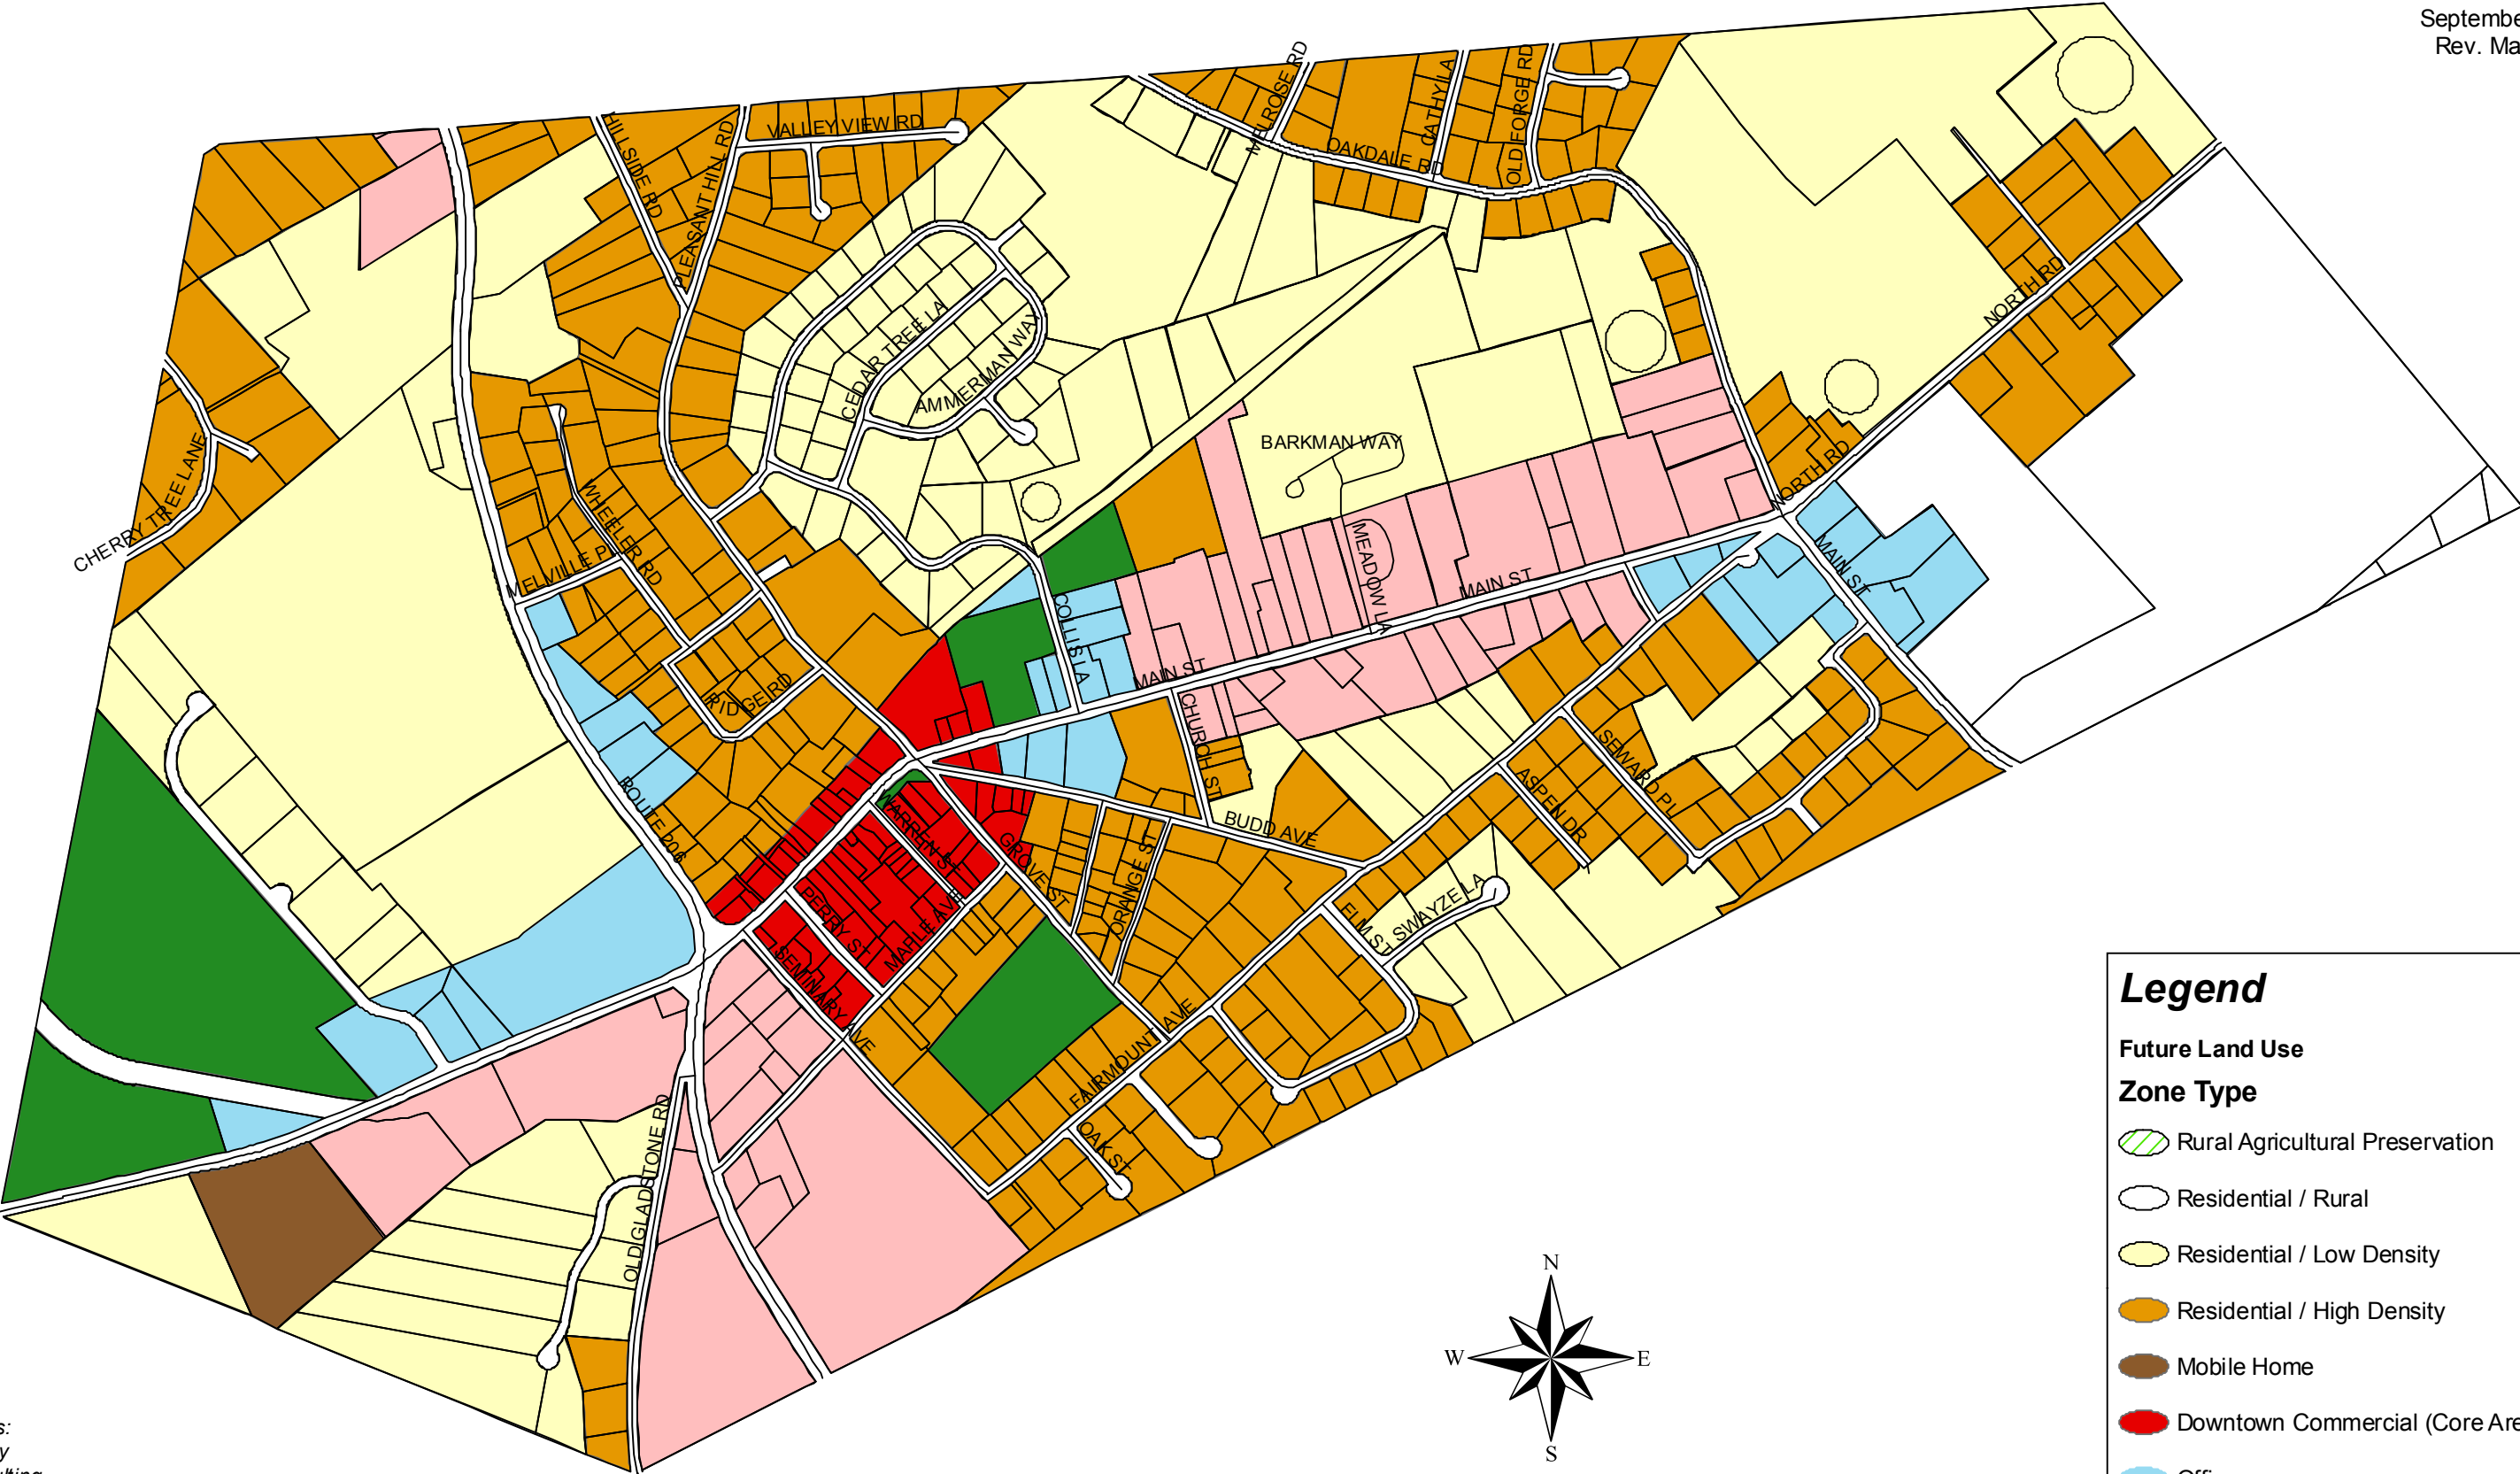 Septembe
Rev. Ma
HILLSIDE RD
PLEASANT HILL RD
VALLEY VIEW RD
MELROSE RD
CATHY LA
OLD FORGE RD
OAKDALE RD
NORTH RD
CEDAR TREE LA
AMMERMAN WAY
BARKMAN WAY
CHERRY TREE LANE
WHEELER RD
MELVILLE PL
NORTH RD
MEADOW LA
MAIN ST
MAIN ST
COLLIS LA
MAIN ST
RIDGE RD
CHURCH ST
SEWARD PL
ASPEN DR
ROUTE 206
WARREN ST
GROVE ST
BUDD AVE
ORANGE ST
PERRY ST
MAPLE AVE
SEMINARY AVE
ELM ST
SWAYZE LA
FAIRMOUNT AVE
OAK ST
OLD GLADSTONE RD
N
W
E
S
Legend
Future Land Use
Zone Type
Rural Agricultural Preservation
Residential / Rural
Residential / Low Density
Residential / High Density
Mobile Home
Downtown Commercial (Core Are
s:
y